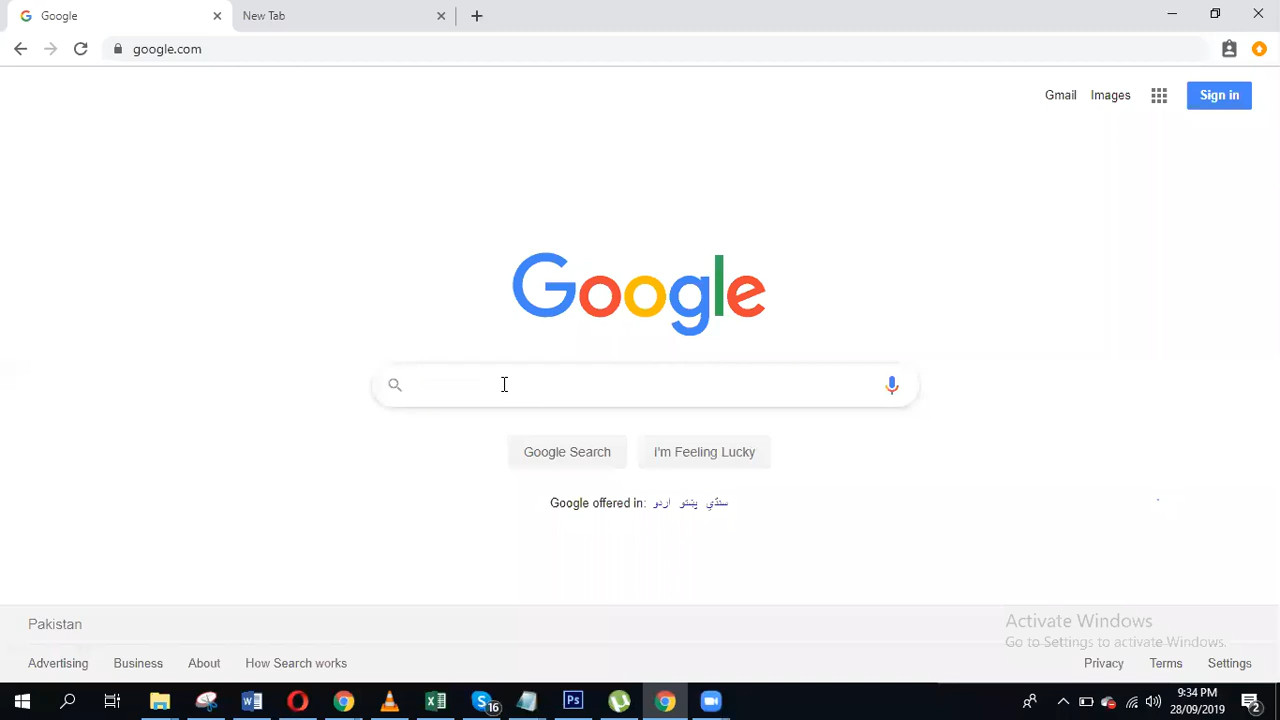 Google
New Tab
google.com
Gmail Images Sign in
Google
Google Search I'm Feeling Lucky
Google offered in: اردو پښتو سنڌي
Pakistan
Activate Windows
Go to Settings to activate Windows.
Advertising Business About How Search works Privacy Terms Settings
W X S 16 Ps
9:34 PM
28/09/2019
2